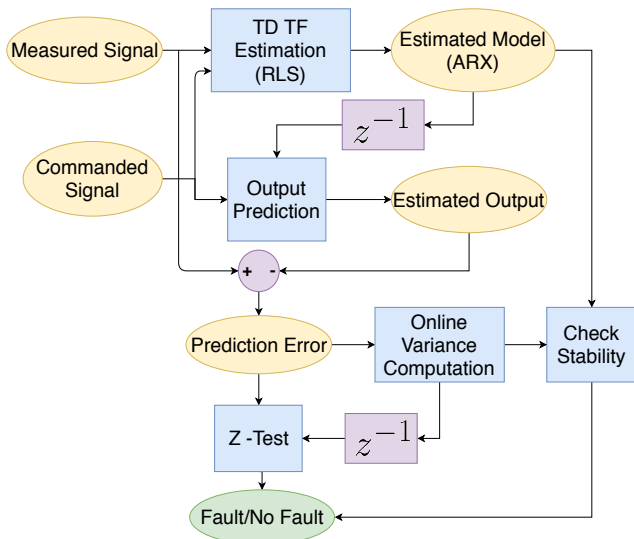 Measured Signal
TD TF
Estimation
(RLS)
Estimated Model
(ARX)
z⁻¹
Commanded
Signal
Output
Prediction
Estimated Output
+ -
Prediction Error
Online
Variance
Computation
Check
Stability
Z -Test
z⁻¹
Fault/No Fault